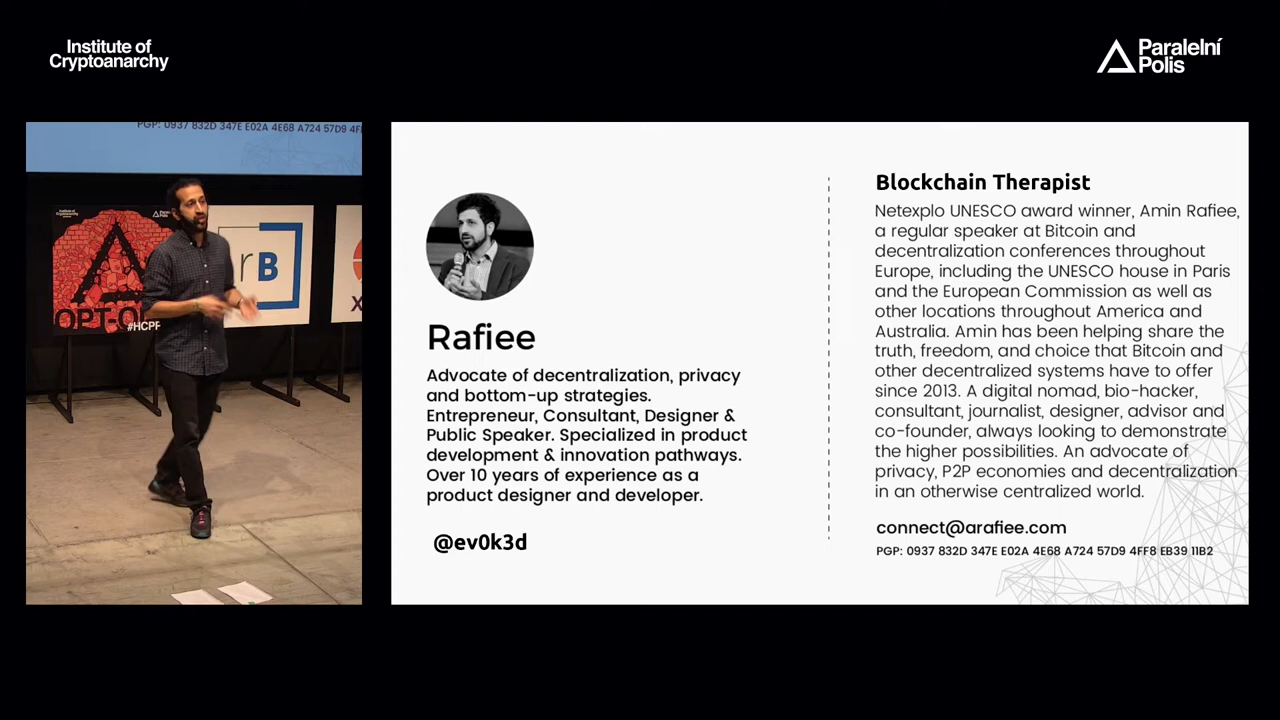 Institute of
Cryptoanarchy
Paralelní
Polis
PGP: 0937 832D 347E E02A 4E68 A724 57D9 4F
Institute of
Cryptoanarchy
OPT-O
#HCPP
rB
X
Rafiee
Advocate of decentralization, privacy
and bottom-up strategies.
Entrepreneur, Consultant, Designer &
Public Speaker. Specialized in product
development & innovation pathways.
Over 10 years of experience as a
product designer and developer.
@ev0k3d
Blockchain Therapist
Netexplo UNESCO award winner, Amin Rafiee,
a regular speaker at Bitcoin and
decentralization conferences throughout
Europe, including the UNESCO house in Paris
and the European Commission as well as
other locations throughout America and
Australia. Amin has been helping share the
truth, freedom, and choice that Bitcoin and
other decentralized systems have to offer
since 2013. A digital nomad, bio-hacker,
consultant, journalist, designer, advisor and
co-founder, always looking to demonstrate
the higher possibilities. An advocate of
privacy, P2P economies and decentralization
in an otherwise centralized world.
connect@arafiee.com
PGP: 0937 832D 347E E02A 4E68 A724 57D9 4FF8 EB39 11B2